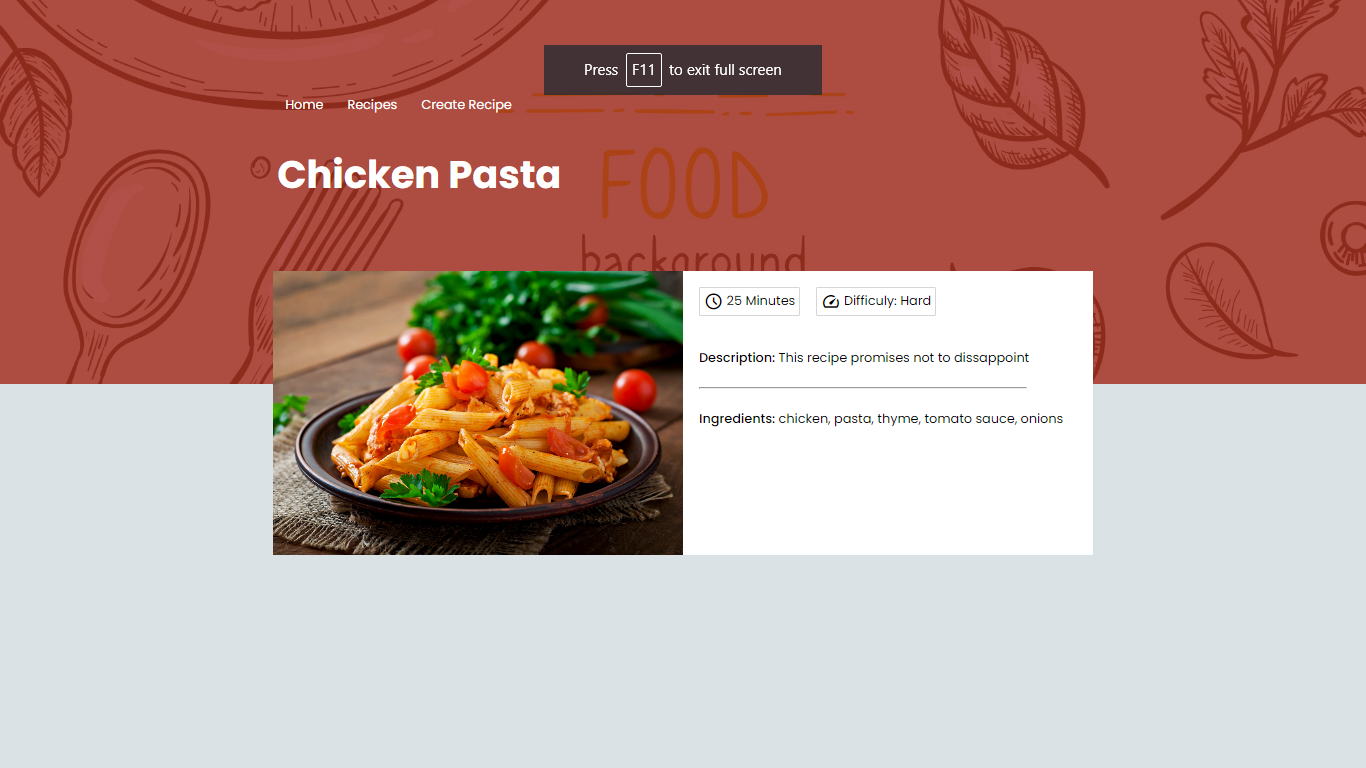 Press F11 to exit full screen
Home Recipes Create Recipe
Chicken Pasta
FOOD
background
25 Minutes Difficuly: Hard
Description: This recipe promises not to dissappoint
Ingredients: chicken, pasta, thyme, tomato sauce, onions